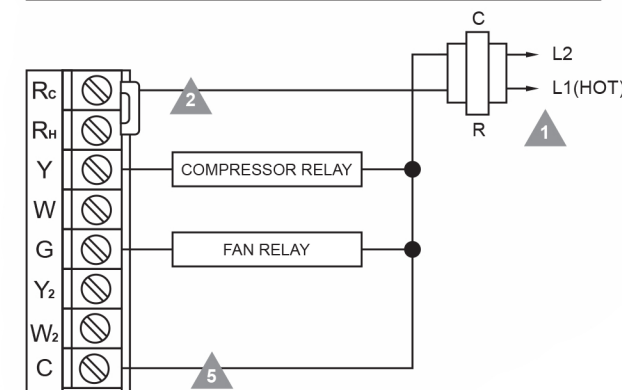 C
L2
Rc
2
L1(HOT)
RH
R
1
Y
COMPRESSOR RELAY
W
G
FAN RELAY
Y2
W2
C
5